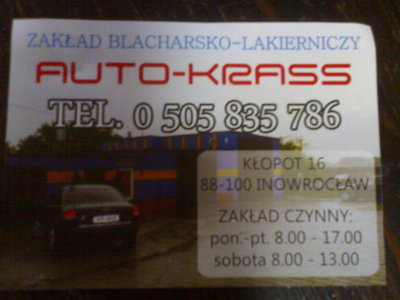 ZAKŁAD BLACHARSKO-LAKIERNICZY
AUTO-KRASS
TEL. 0 505 835 786
KŁOPOT 16
88-100 INOWROCŁAW
ZAKŁAD CZYNNY:
pon.-pt. 8.00 - 17.00
sobota 8.00 - 13.00